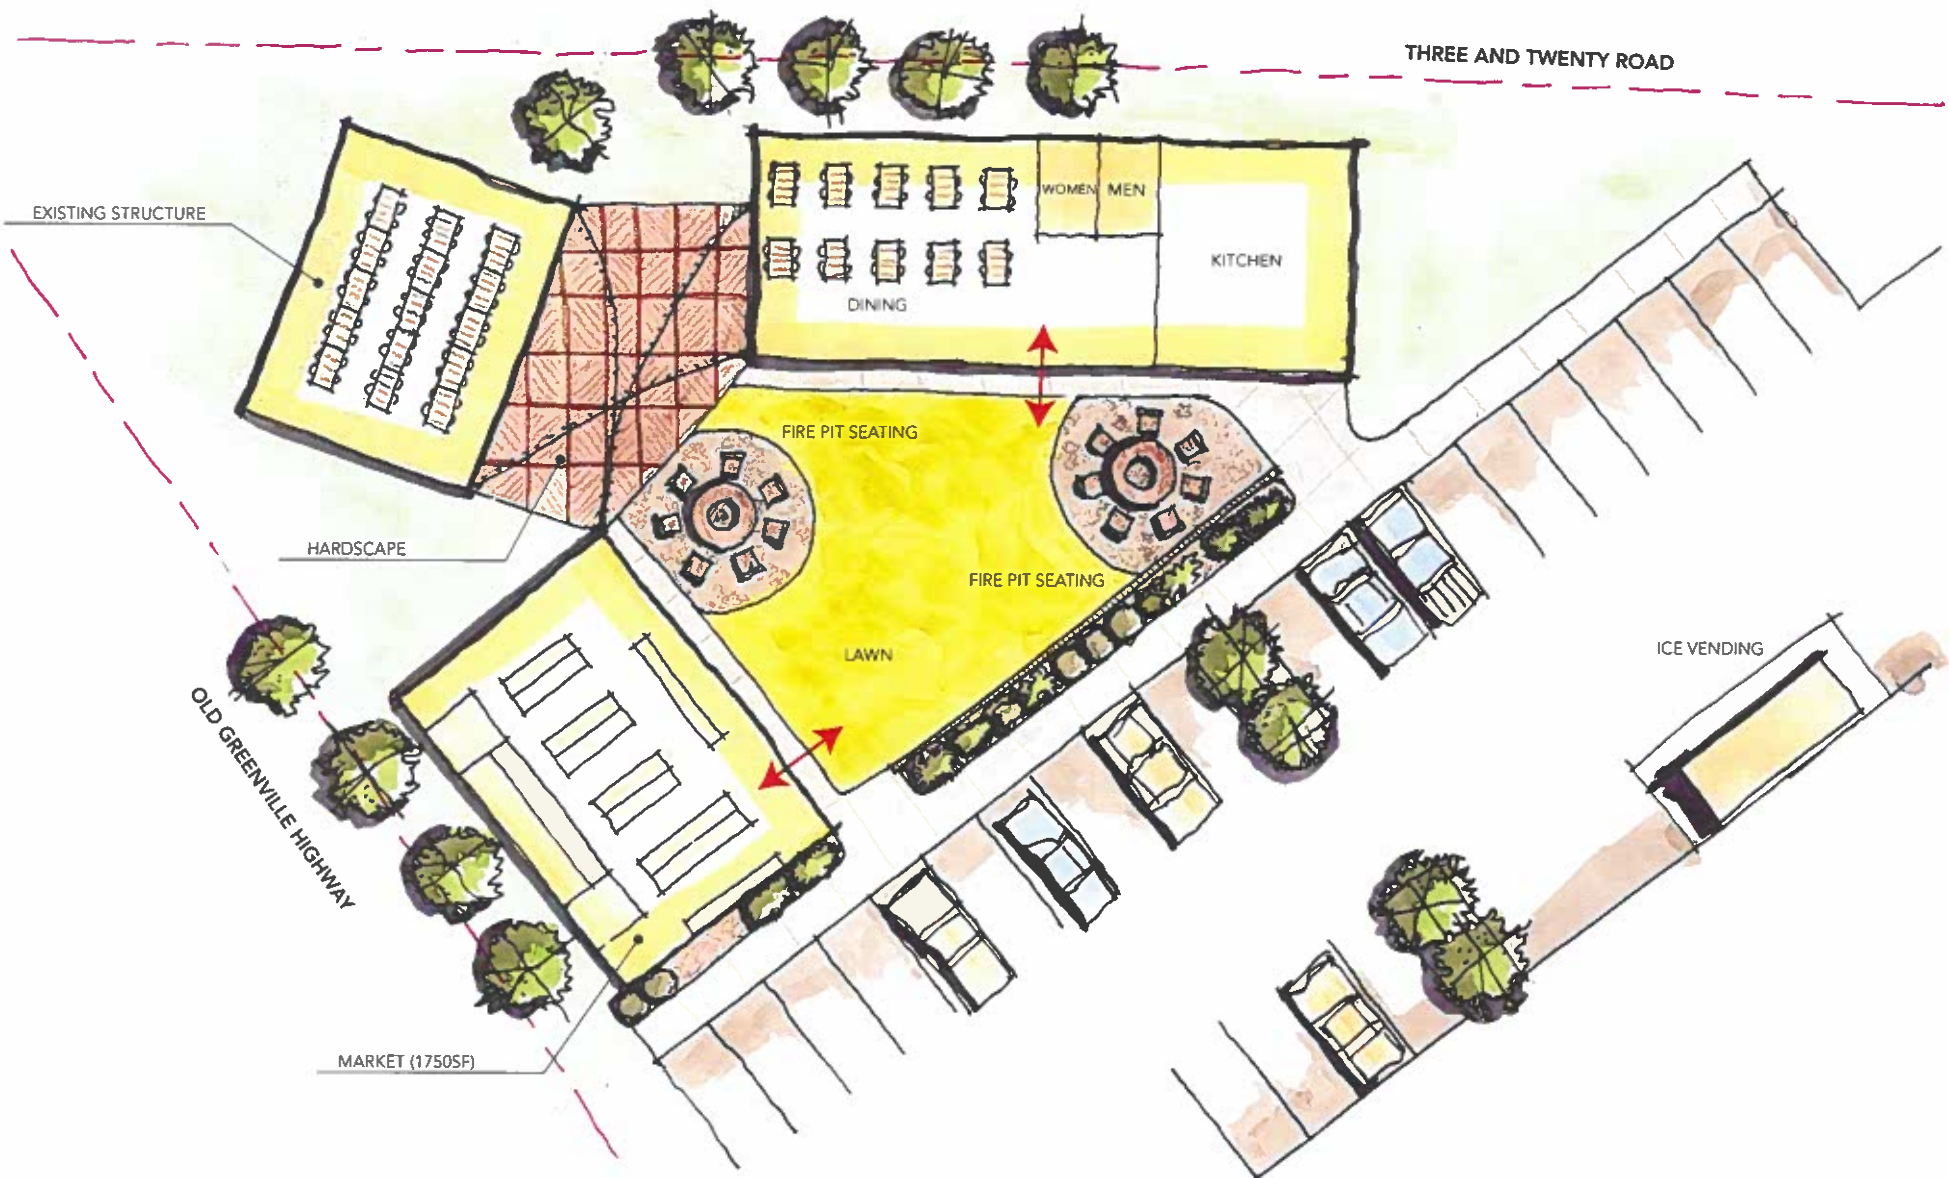 THREE AND TWENTY ROAD
EXISTING STRUCTURE
WOMEN
MEN
KITCHEN
DINING
FIRE PIT SEATING
HARDSCAPE
FIRE PIT SEATING
LAWN
ICE VENDING
OLD GREENVILLE HIGHWAY
MARKET (1750SF)